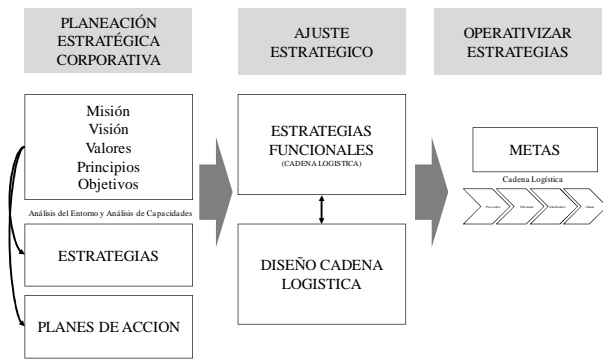 PLANEACIÓN
ESTRATÉGICA
CORPORATIVA
Misión
Visión
Valores
Principios
Objetivos
Análisis del Entorno y Análisis de Capacidades
ESTRATEGIAS
PLANES DE ACCION
AJUSTE
ESTRATEGICO
ESTRATEGIAS
FUNCIONALES
(CADENA LOGISTICA)
DISEÑO CADENA
LOGISTICA
OPERATIVIZAR
ESTRATEGIAS
METAS
Cadena Logística